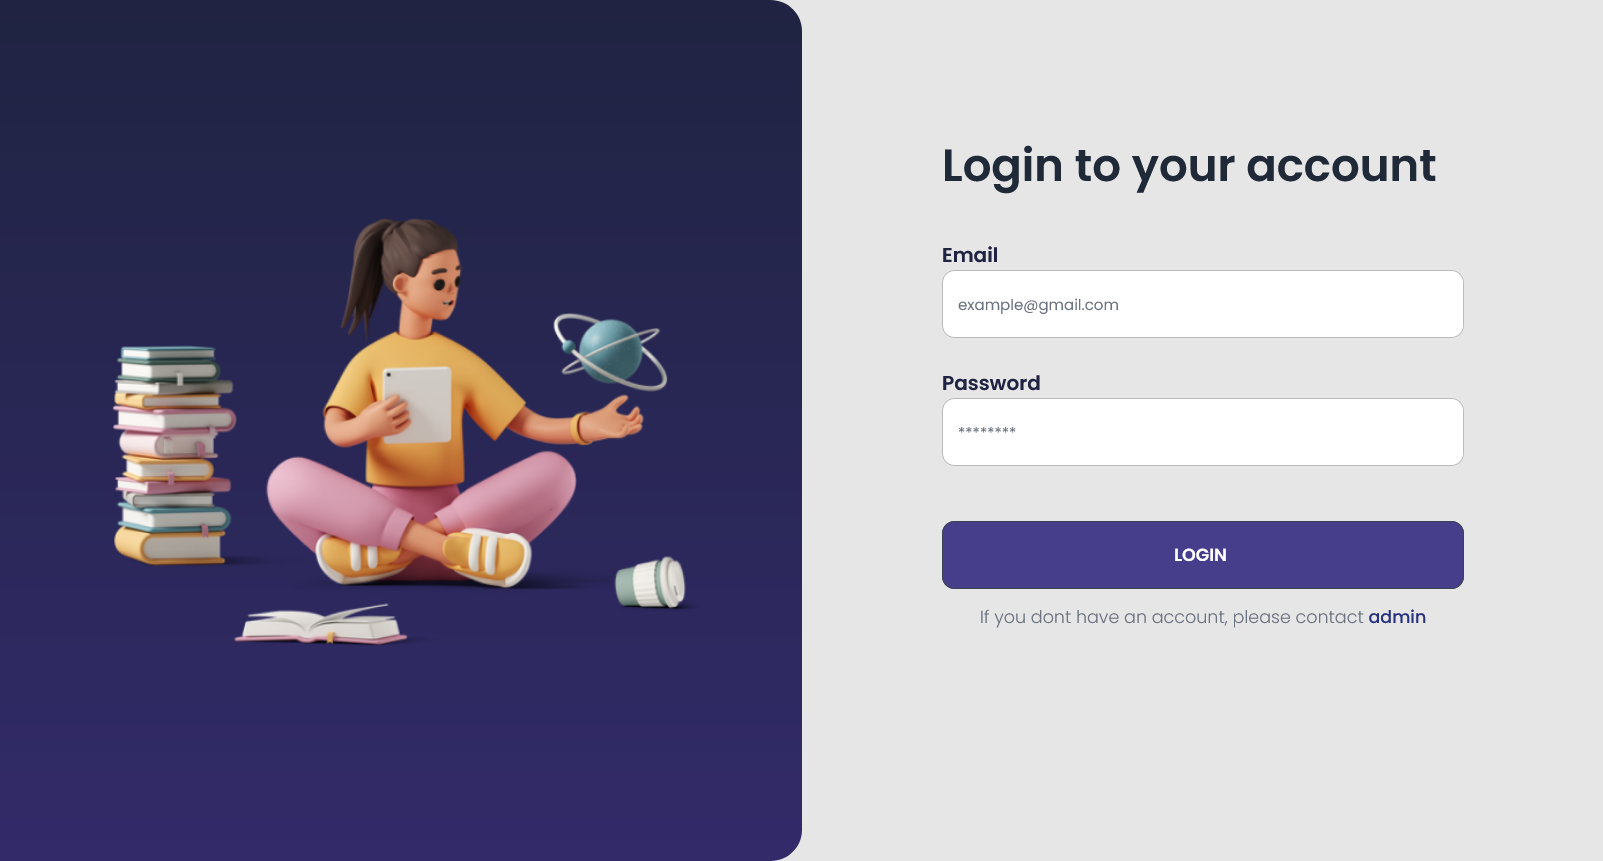 Login to your account
Email
example@gmail.com
Password
********
LOGIN
If you dont have an account, please contact admin